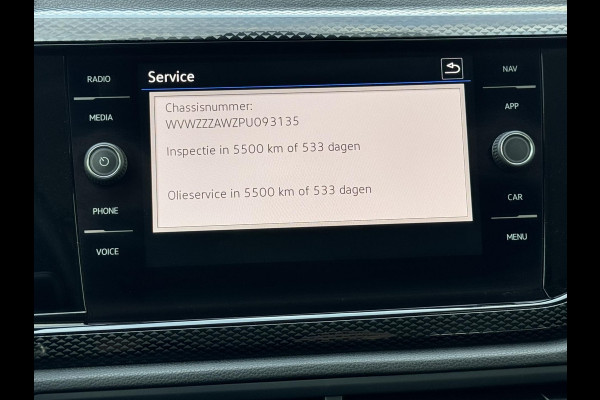 Service
RADIO
MEDIA
PHONE
VOICE
Chassisnummer:
WVWZZZAWZPU093135
Inspectie in 5500 km of 533 dagen
Olieservice in 5500 km of 533 dagen
NAV
APP
CAR
MENU